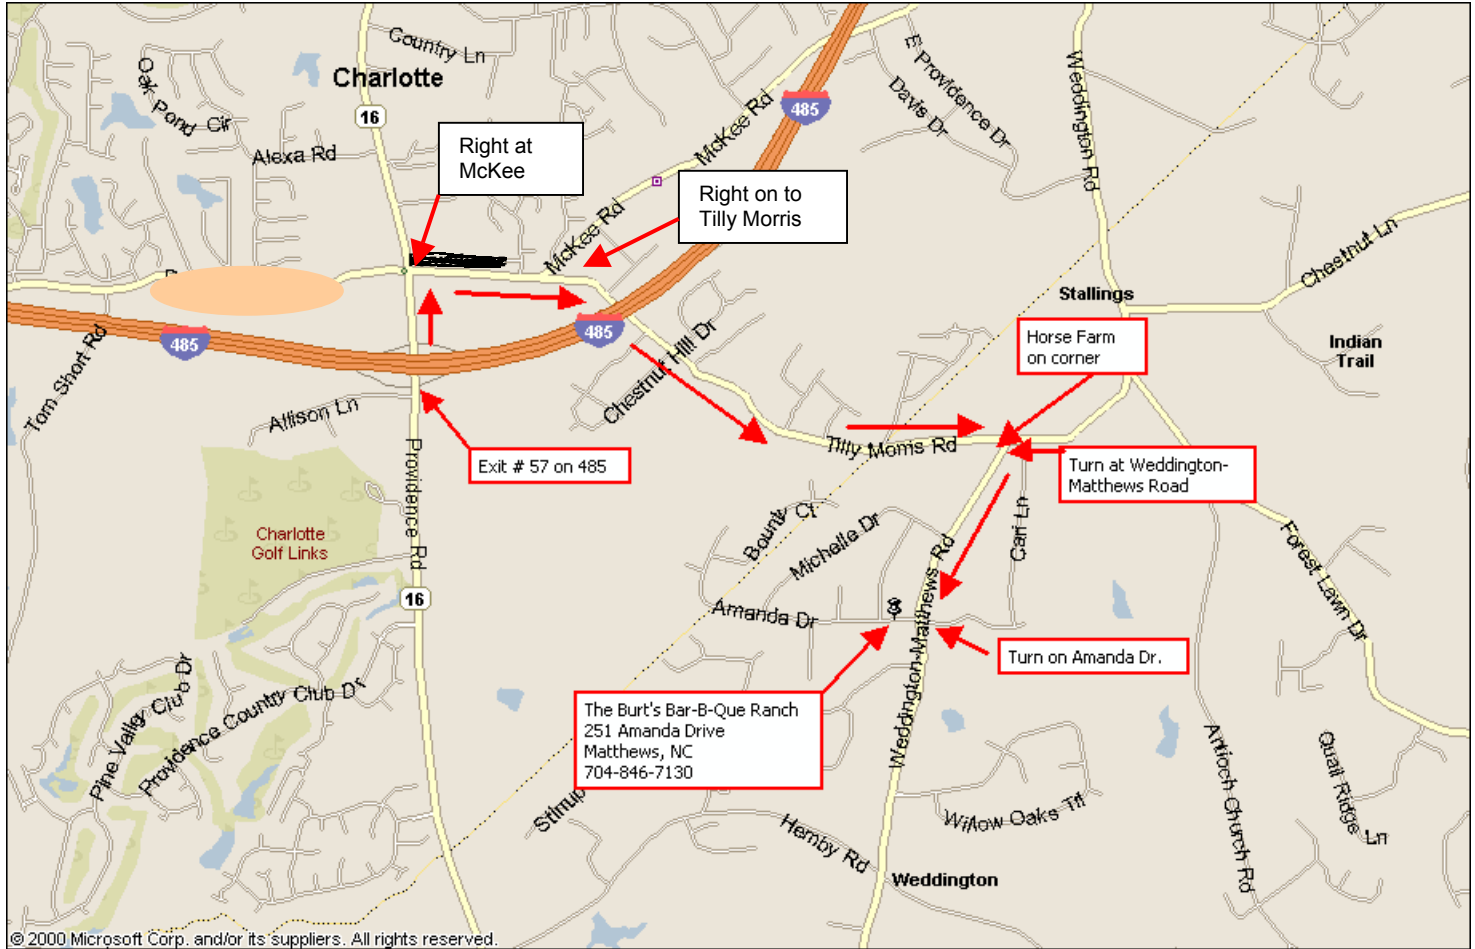 Country Ln
Charlotte
Oak Pond Cir
16
Alexa Rd
Right at
McKee
McKee Rd
485
E Providence Dr
Davis Dr
Weddington Rd
Right on to
Tilly Morris
McKee Rd
Chestnut Ln
Stallings
Indian
Trail
Horse Farm
on corner
485
485
Tom Short Rd
Chestnut Hill Dr
Allison Ln
Providence Rd
Exit # 57 on 485
Tilly Morris Rd
Turn at Weddington-
Matthews Road
Charlotte
Golf Links
Bounty Ct
Michelle Dr
Carl Ln
Forest Lawn Dr
16
Amanda Dr
Weddington-Matthews Rd
Turn on Amanda Dr.
The Burt's Bar-B-Que Ranch
251 Amanda Drive
Matthews, NC
704-846-7130
Pine Valley Club Dr
Providence Country Club Dr
Weddington-Matthews Rd
Antioch Church Rd
Quail Ridge Ln
Stirrup
Hemby Rd
Willow Oaks Trl
Weddington
© 2000 Microsoft Corp. and/or its suppliers. All rights reserved.